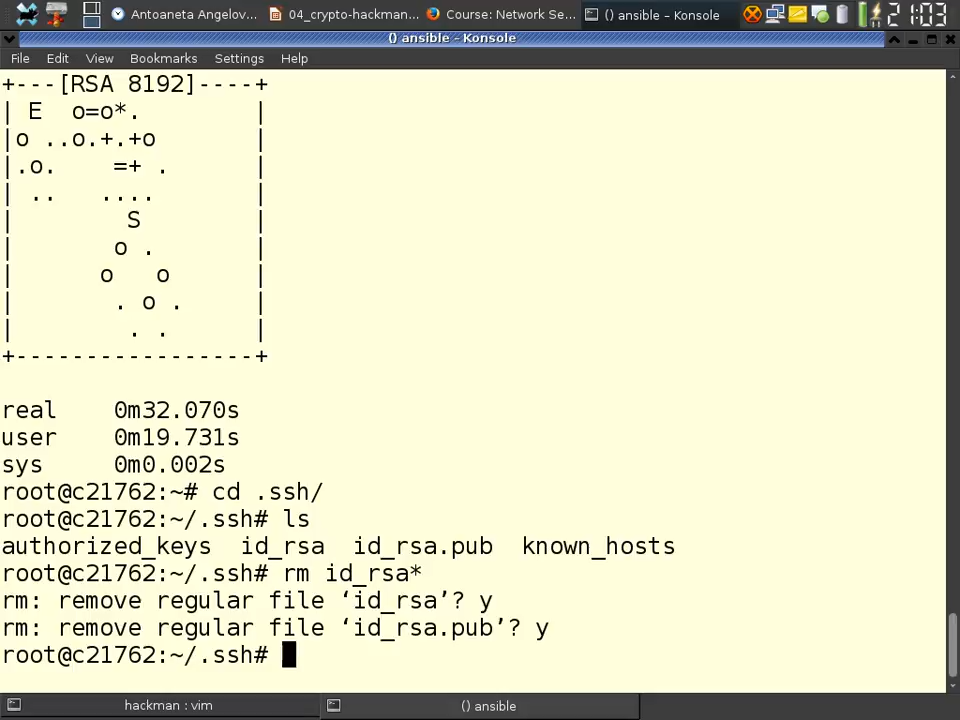 Antoaneta Angelov... 04_crypto-hackman... Course: Network Se... () ansible – Konsole 21:03
() ansible – Konsole
File Edit View Bookmarks Settings Help
+---[RSA 8192]----+
| E  o=o*.        |
|o ..o.+.+o       |
|.o.    =+ .      |
| ..   ....       |
|        S        |
|       o .       |
|      o   o      |
|       . o .     |
|        . .      |
+-----------------+
real    0m32.070s
user    0m19.731s
sys     0m0.002s
root@c21762:~# cd .ssh/
root@c21762:~/.ssh# ls
authorized_keys  id_rsa  id_rsa.pub  known_hosts
root@c21762:~/.ssh# rm id_rsa*
rm: remove regular file ‘id_rsa’? y
rm: remove regular file ‘id_rsa.pub’? y
root@c21762:~/.ssh#
hackman : vim () ansible